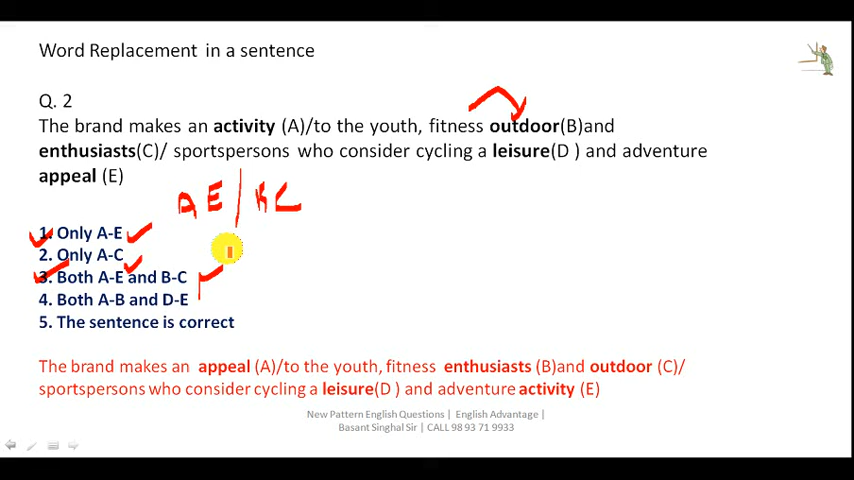 Word Replacement in a sentence
Q. 2
The brand makes an activity (A)/to the youth, fitness outdoor(B)and
enthusiasts(C)/ sportspersons who consider cycling a leisure(D ) and adventure
appeal (E)
A E | B C
1. Only A-E
2. Only A-C
3. Both A-E and B-C
4. Both A-B and D-E
5. The sentence is correct
The brand makes an appeal (A)/to the youth, fitness enthusiasts (B)and outdoor (C)/
sportspersons who consider cycling a leisure(D ) and adventure activity (E)
New Pattern English Questions | English Advantage |
Basant Singhal Sir | CALL 98 93 71 9933